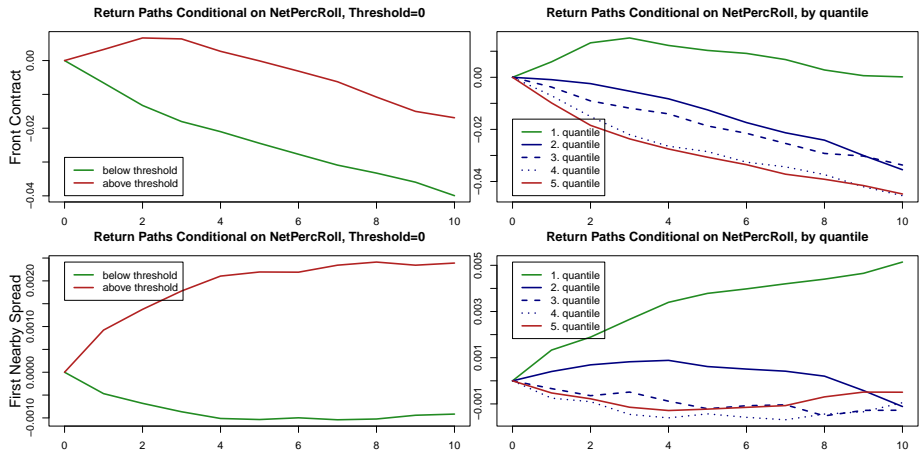 Return Paths Conditional on NetPercRoll, Threshold=0
Front Contract
0.00
−0.02
−0.04
below threshold
above threshold
0 2 4 6 8 10
Return Paths Conditional on NetPercRoll, by quantile
0.00
−0.02
−0.04
1. quantile
2. quantile
3. quantile
4. quantile
5. quantile
0 2 4 6 8 10
Return Paths Conditional on NetPercRoll, Threshold=0
First Nearby Spread
0.0020
0.0010
0.0000
−0.0010
below threshold
above threshold
0 2 4 6 8 10
Return Paths Conditional on NetPercRoll, by quantile
0.005
0.003
0.001
−0.001
1. quantile
2. quantile
3. quantile
4. quantile
5. quantile
0 2 4 6 8 10